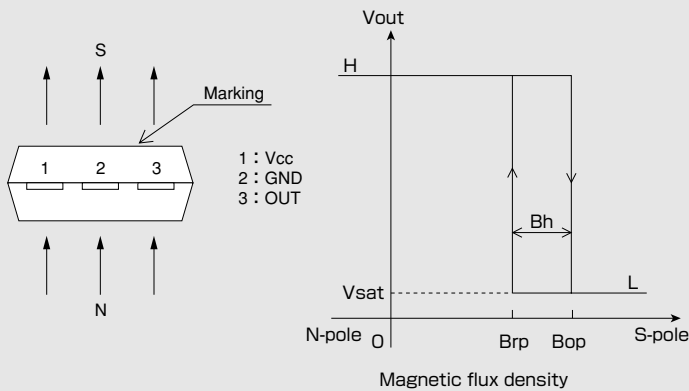 S
Marking
1 2 3
1：Vcc
2：GND
3：OUT
N
Vout
H
Bh
Vsat
L
N-pole O Brp Bop S-pole
Magnetic flux density